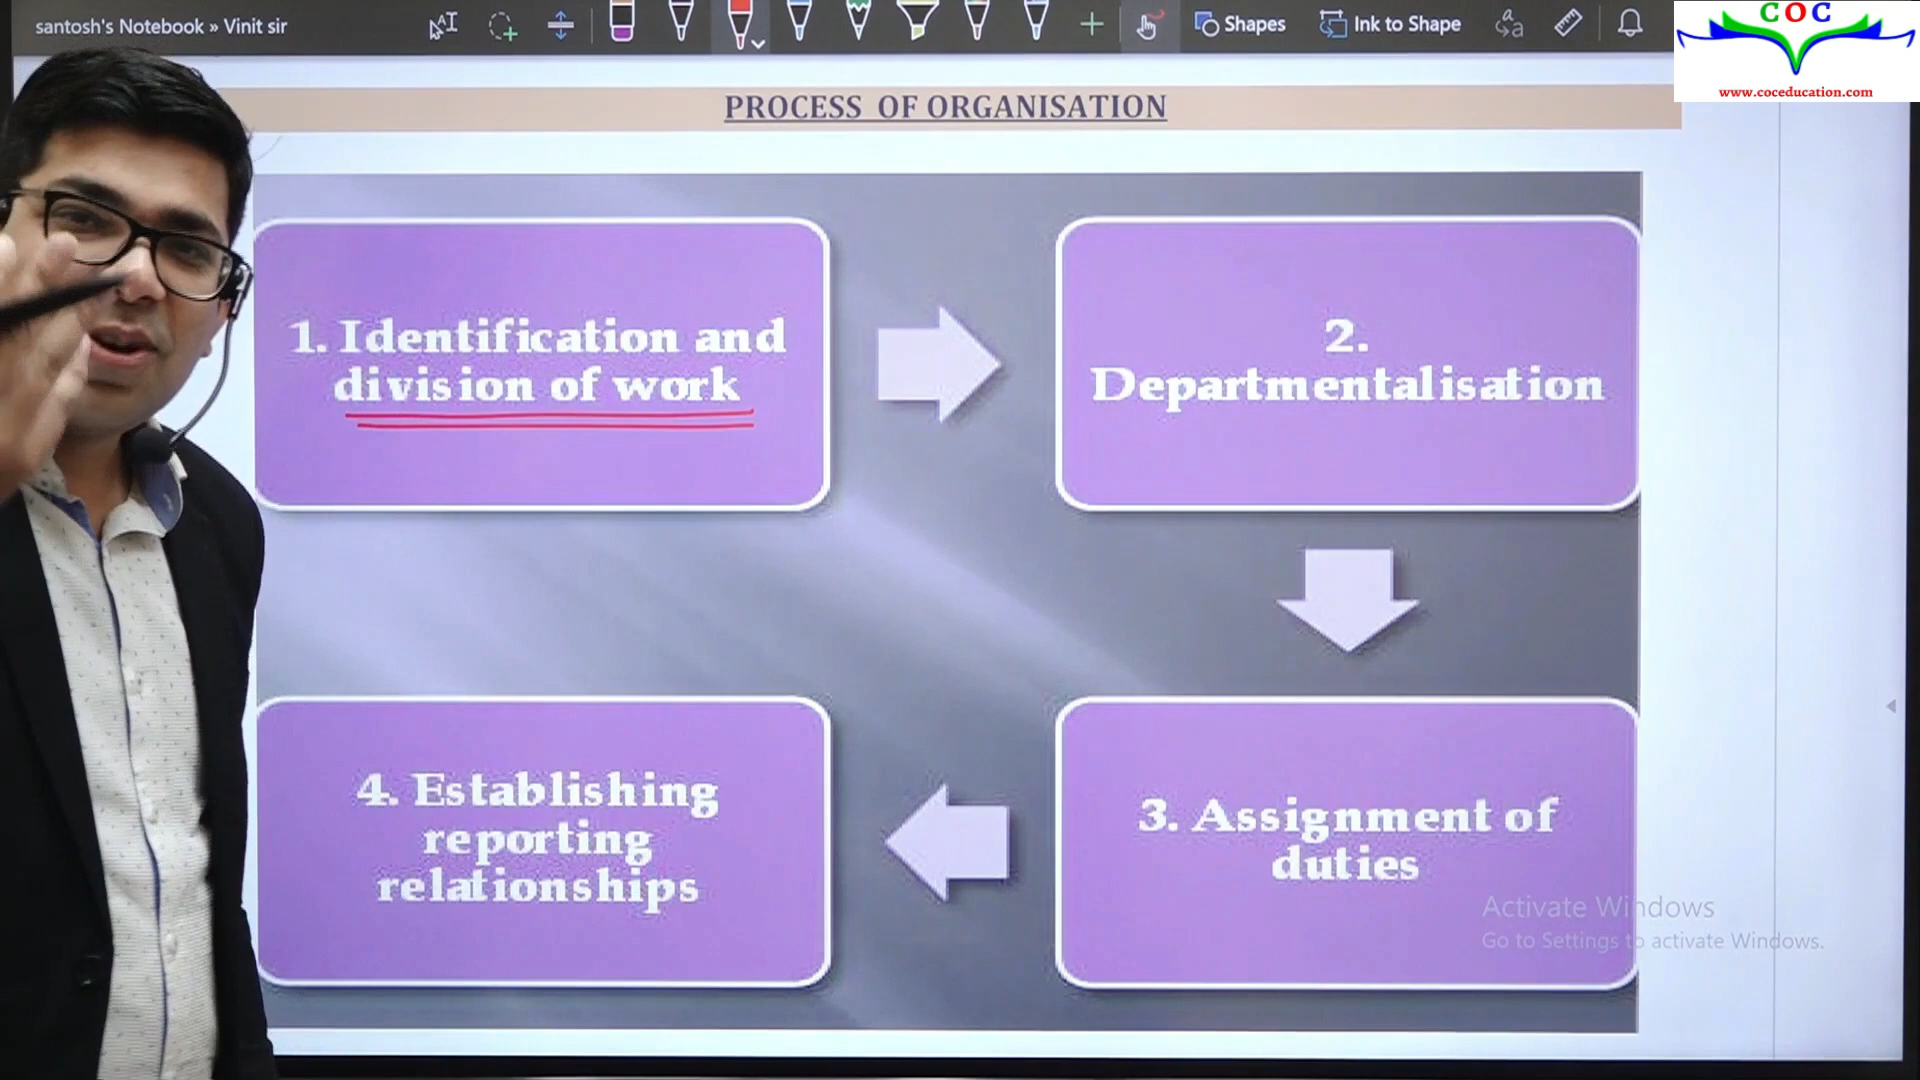 santosh's Notebook » Vinit sir
Shapes
Ink to Shape
COC
www.coceducation.com
PROCESS OF ORGANISATION
1. Identification and
division of work
2.
Departmentalisation
3. Assignment of
duties
4. Establishing
reporting
relationships
Activate Windows
Go to Settings to activate Windows.